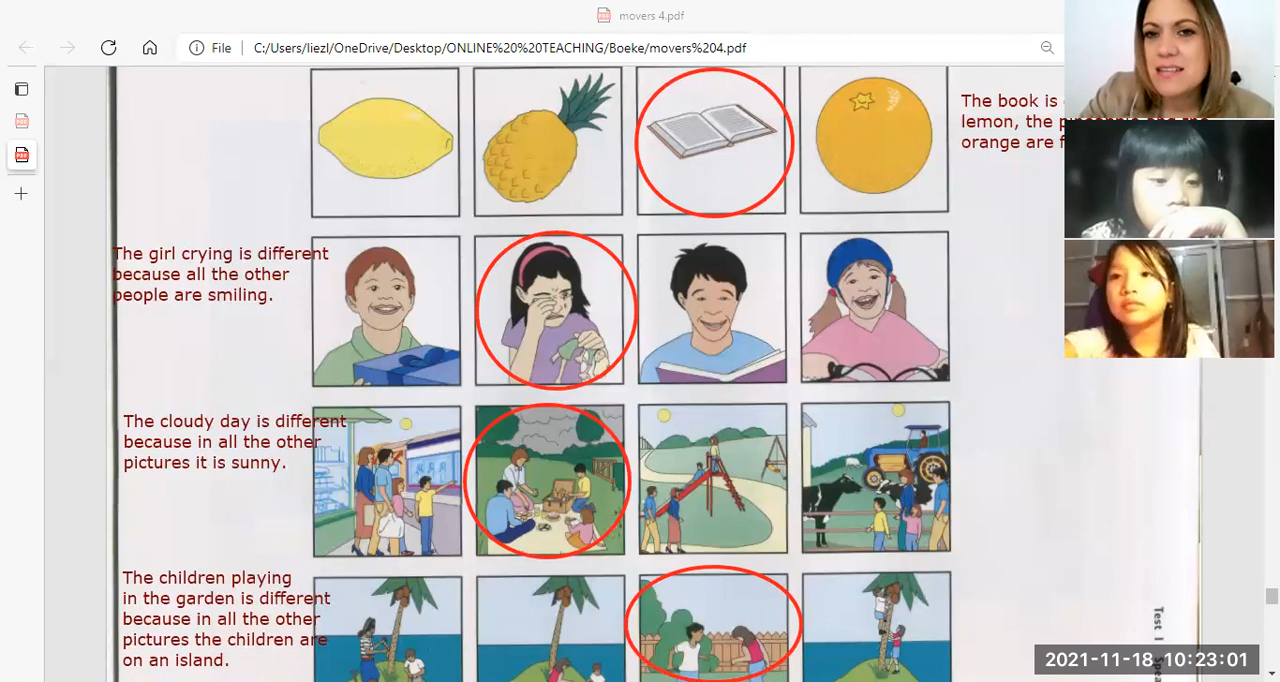 movers 4.pdf
File C:/Users/liezl/OneDrive/Desktop/ONLINE%20%20TEACHING/Boeke/movers%204.pdf
The book is
lemon, the
orange are
The girl crying is different
because all the other
people are smiling.
The cloudy day is different
because in all the other
pictures it is sunny.
The children playing
in the garden is different
because in all the other
pictures the children are
on an island.
Test 1
2021-11-18 10:23:01